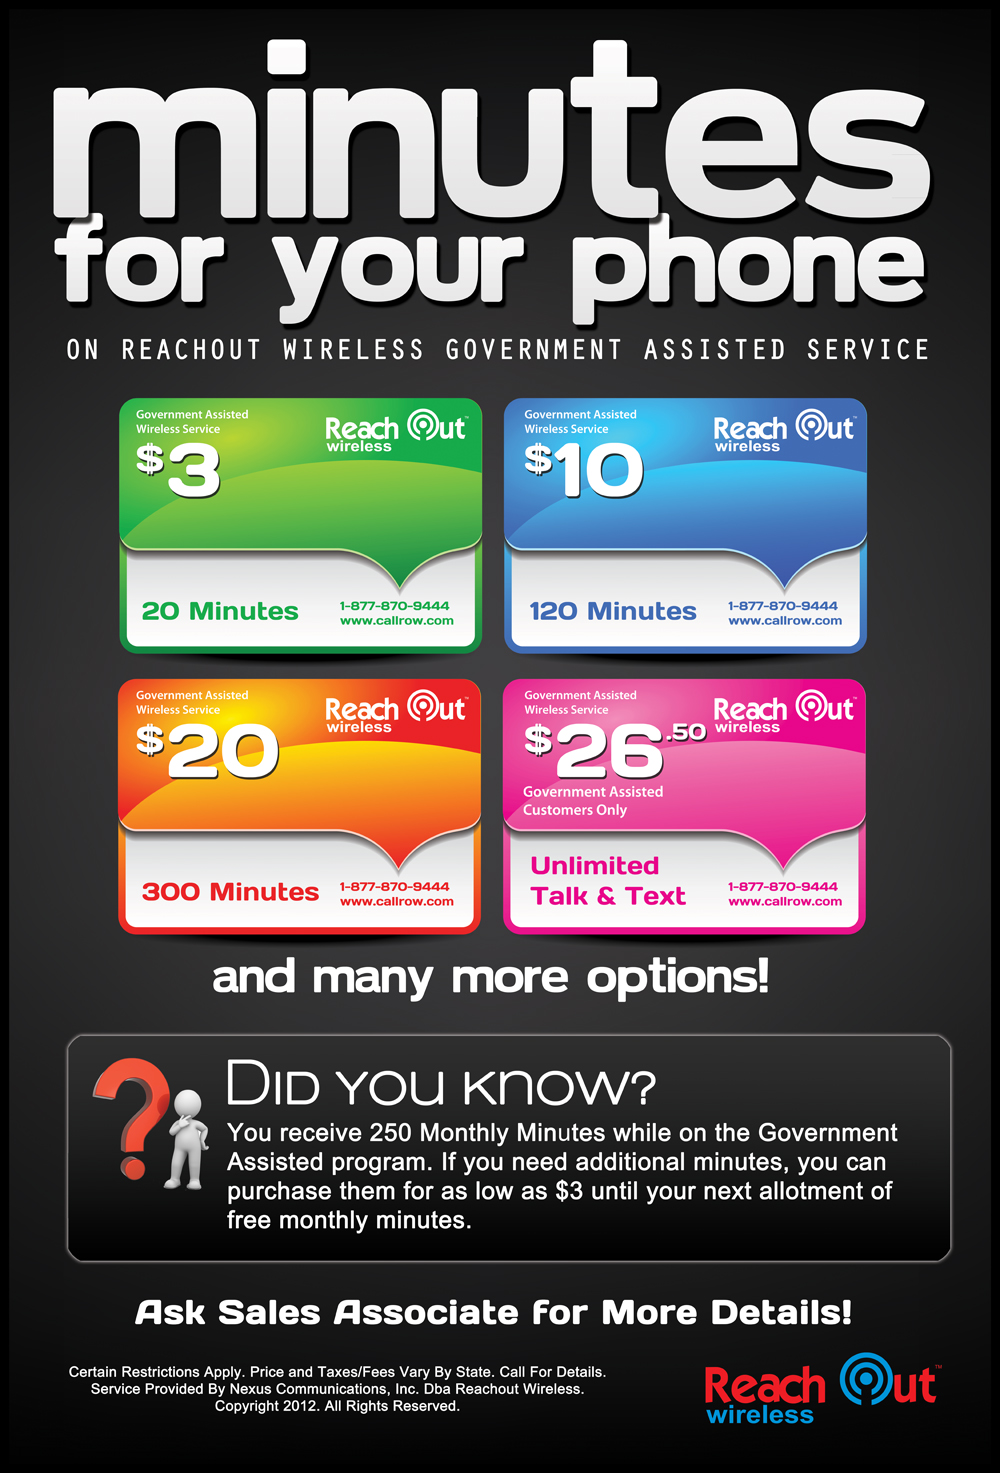 minutes
for your phone
ON REACHOUT WIRELESS GOVERNMENT ASSISTED SERVICE
Government Assisted
Wireless Service
$3
Reach Out™
wireless
20 Minutes
1-877-870-9444
www.callrow.com
Government Assisted
Wireless Service
$10
Reach Out™
wireless
120 Minutes
1-877-870-9444
www.callrow.com
Government Assisted
Wireless Service
$20
Reach Out™
wireless
300 Minutes
1-877-870-9444
www.callrow.com
Government Assisted
Wireless Service
$26.50
Reach Out™
wireless
Government Assisted
Customers Only
Unlimited
Talk & Text
1-877-870-9444
www.callrow.com
and many more options!
?
DID YOU KNOW?
You receive 250 Monthly Minutes while on the Government
Assisted program. If you need additional minutes, you can
purchase them for as low as $3 until your next allotment of
free monthly minutes.
Ask Sales Associate for More Details!
Certain Restrictions Apply. Price and Taxes/Fees Vary By State. Call For Details.
Service Provided By Nexus Communications, Inc. Dba Reachout Wireless.
Copyright 2012. All Rights Reserved.
Reach Out™
wireless